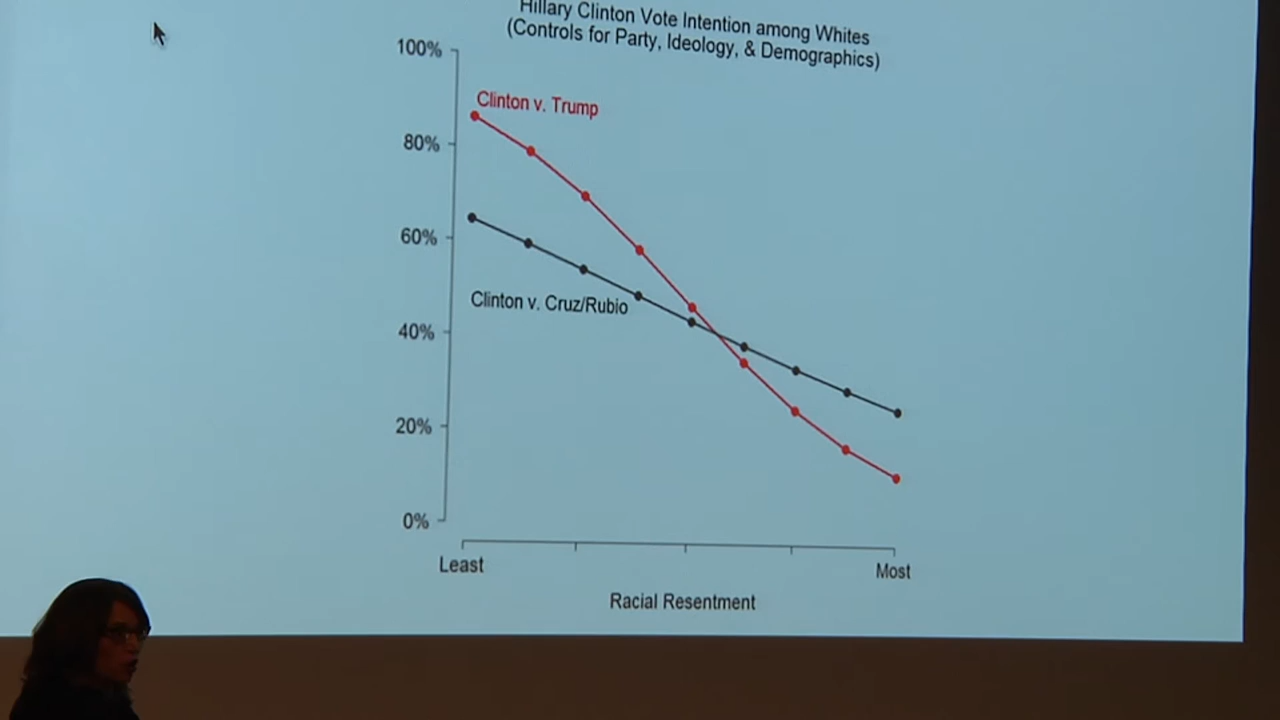 Hillary Clinton Vote Intention among Whites
(Controls for Party, Ideology, & Demographics)
100%
Clinton v. Trump
80%
60%
Clinton v. Cruz/Rubio
40%
20%
0%
Least
Most
Racial Resentment